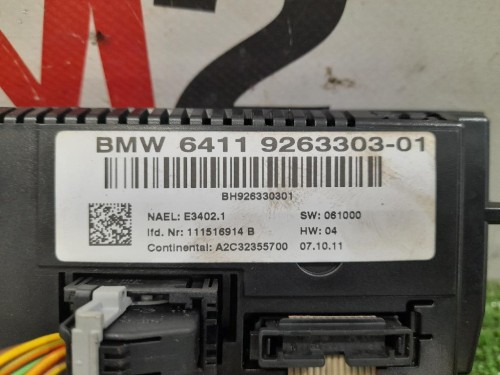 M2
BMW 6411 9263303-01
BH926330301
NAEL: E3402.1 SW: 061000
lfd. Nr: 111516914 B HW: 04
Continental: A2C32355700 07.10.11